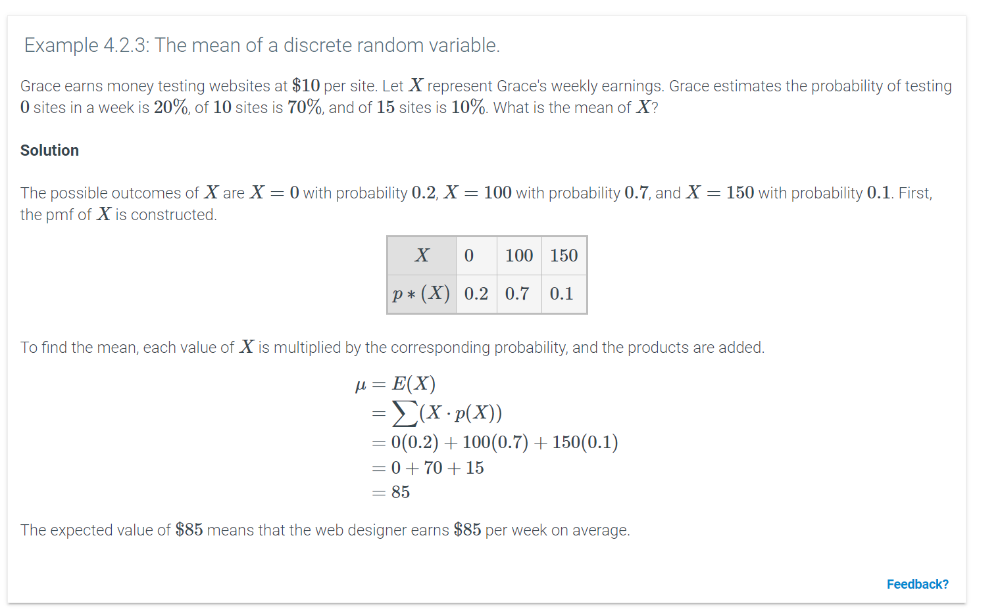 Example 4.2.3: The mean of a discrete random variable.
Grace earns money testing websites at $10 per site. Let X represent Grace's weekly earnings. Grace estimates the probability of testing
0 sites in a week is 20%, of 10 sites is 70%, and of 15 sites is 10%. What is the mean of X?
Solution
The possible outcomes of X are X = 0 with probability 0.2, X = 100 with probability 0.7, and X = 150 with probability 0.1. First,
the pmf of X is constructed.
X 0 100 150
p * (X) 0.2 0.7 0.1
To find the mean, each value of X is multiplied by the corresponding probability, and the products are added.
μ = E(X)
= ∑(X · p(X))
= 0(0.2) + 100(0.7) + 150(0.1)
= 0 + 70 + 15
= 85
The expected value of $85 means that the web designer earns $85 per week on average.
Feedback?